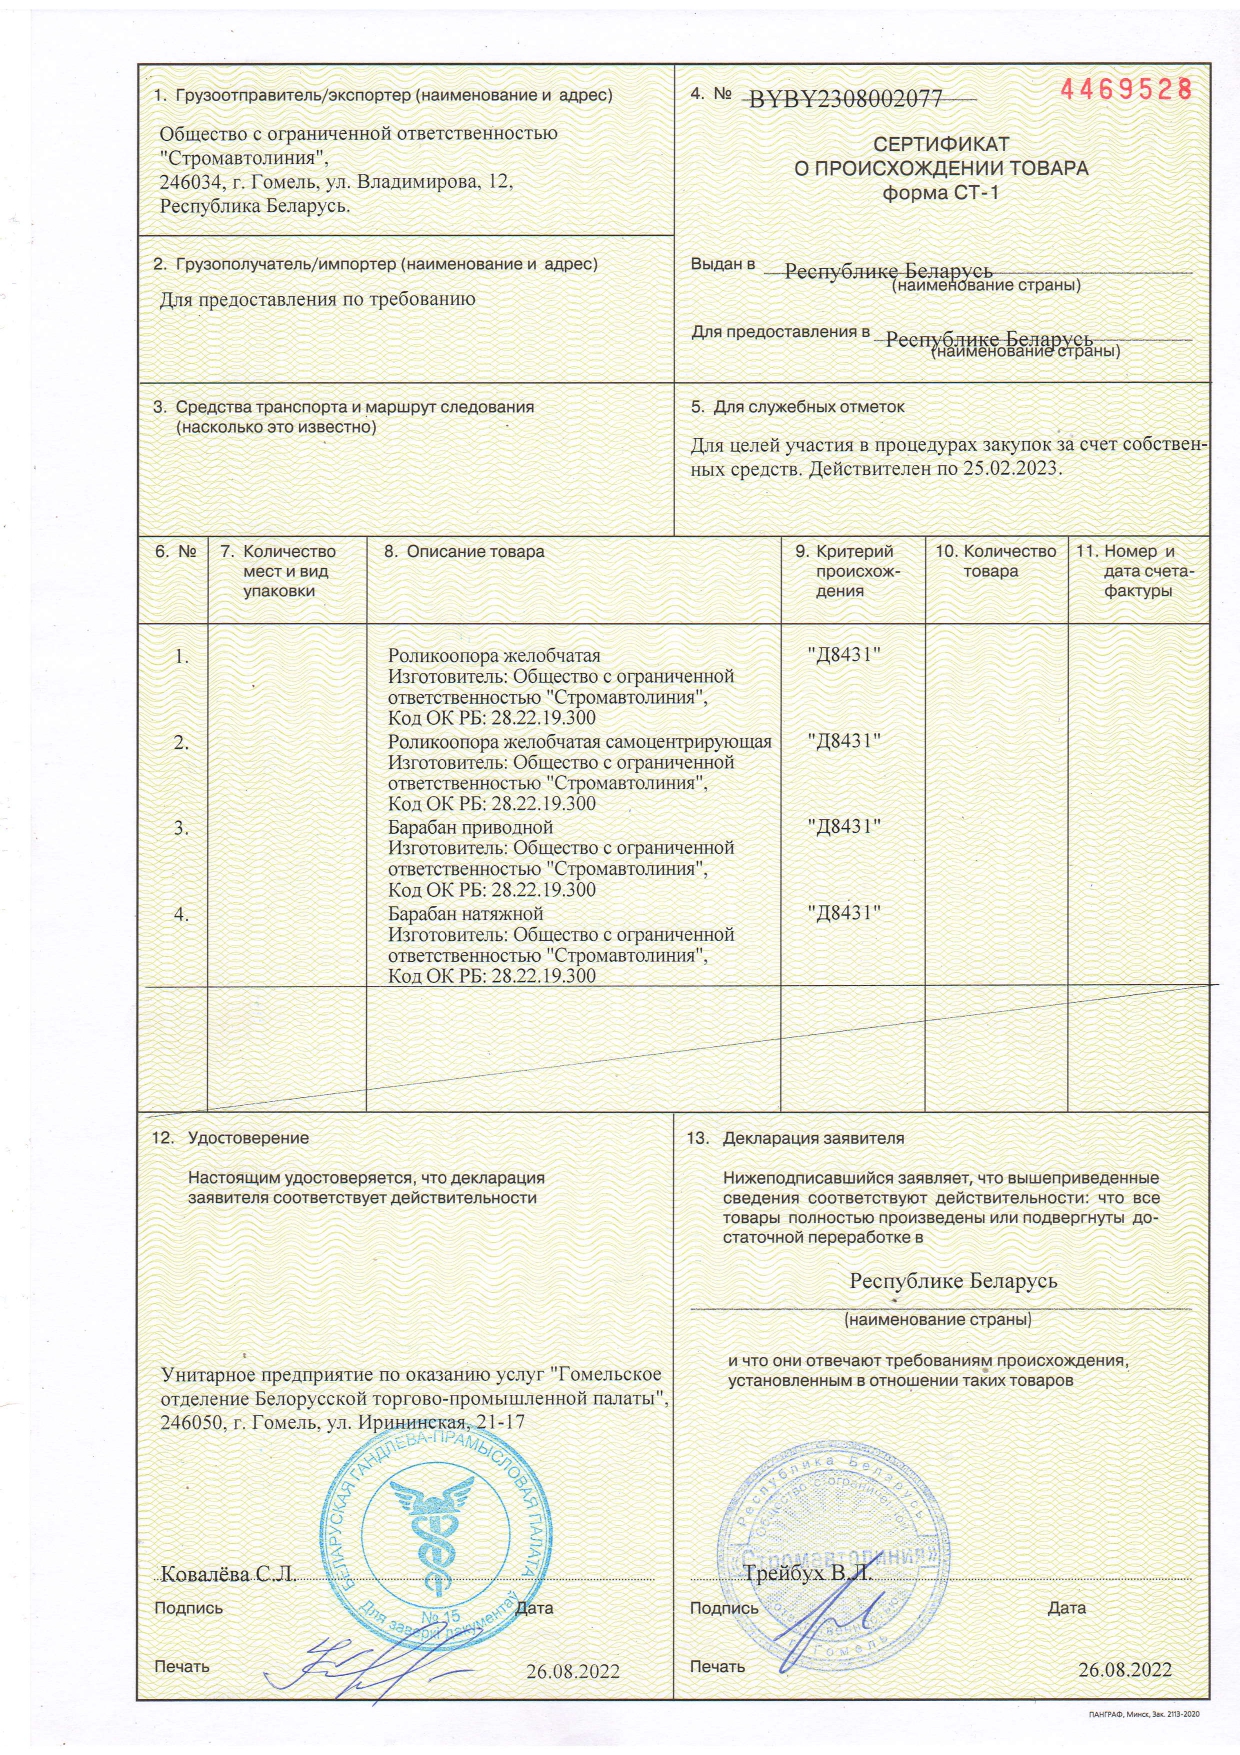 1. Грузоотправитель/экспортер (наименование и адрес)
Общество с ограниченной ответственностью
"Стромавтолиния",
246034, г. Гомель, ул. Владимирова, 12,
Республика Беларусь.
2. Грузополучатель/импортер (наименование и адрес)
Для предоставления по требованию
3. Средства транспорта и маршрут следования
(насколько это известно)
4. № BYBY2308002077
4469528
СЕРТИФИКАТ
О ПРОИСХОЖДЕНИИ ТОВАРА
форма СТ-1
Выдан в Республике Беларусь
(наименование страны)
Для предоставления в Республике Беларусь
(наименование страны)
5. Для служебных отметок
Для целей участия в процедурах закупок за счет собствен-
ных средств. Действителен по 25.02.2023.
6. №
7. Количество
мест и вид
упаковки
8. Описание товара
9. Критерий
происхож-
дения
10. Количество
товара
11. Номер и
дата счета-
фактуры
1. Роликоопора желобчатая "Д8431"
Изготовитель: Общество с ограниченной
ответственностью "Стромавтолиния",
Код ОК РБ: 28.22.19.300
2. Роликоопора желобчатая самоцентрирующая "Д8431"
Изготовитель: Общество с ограниченной
ответственностью "Стромавтолиния",
Код ОК РБ: 28.22.19.300
3. Барабан приводной "Д8431"
Изготовитель: Общество с ограниченной
ответственностью "Стромавтолиния",
Код ОК РБ: 28.22.19.300
4. Барабан натяжной "Д8431"
Изготовитель: Общество с ограниченной
ответственностью "Стромавтолиния",
Код ОК РБ: 28.22.19.300
12. Удостоверение
Настоящим удостоверяется, что декларация
заявителя соответствует действительности
Унитарное предприятие по оказанию услуг "Гомельское
отделение Белорусской торгово-промышленной палаты",
246050, г. Гомель, ул. Ирининская, 21-17
БЕЛАРУСКАЯ ГАНДЛЁВА-ПРАМЫСЛОВАЯ ПАЛАТА
№ 15
Для заверкі дакументаў
Ковалёва С.Л.
Подпись
Дата
Печать
26.08.2022
13. Декларация заявителя
Нижеподписавшийся заявляет, что вышеприведенные
сведения соответствуют действительности: что все
товары полностью произведены или подвергнуты до-
статочной переработке в
Республике Беларусь
(наименование страны)
и что они отвечают требованиям происхождения,
установленным в отношении таких товаров
Республика Беларусь
Общество с ограниченной
ответственностью
«Стромавтолиния»
г. Гомель
Трейбух В.Л.
Подпись
Дата
Печать
26.08.2022
ПАНГРАФ, Минск, Зак. 2113-2020